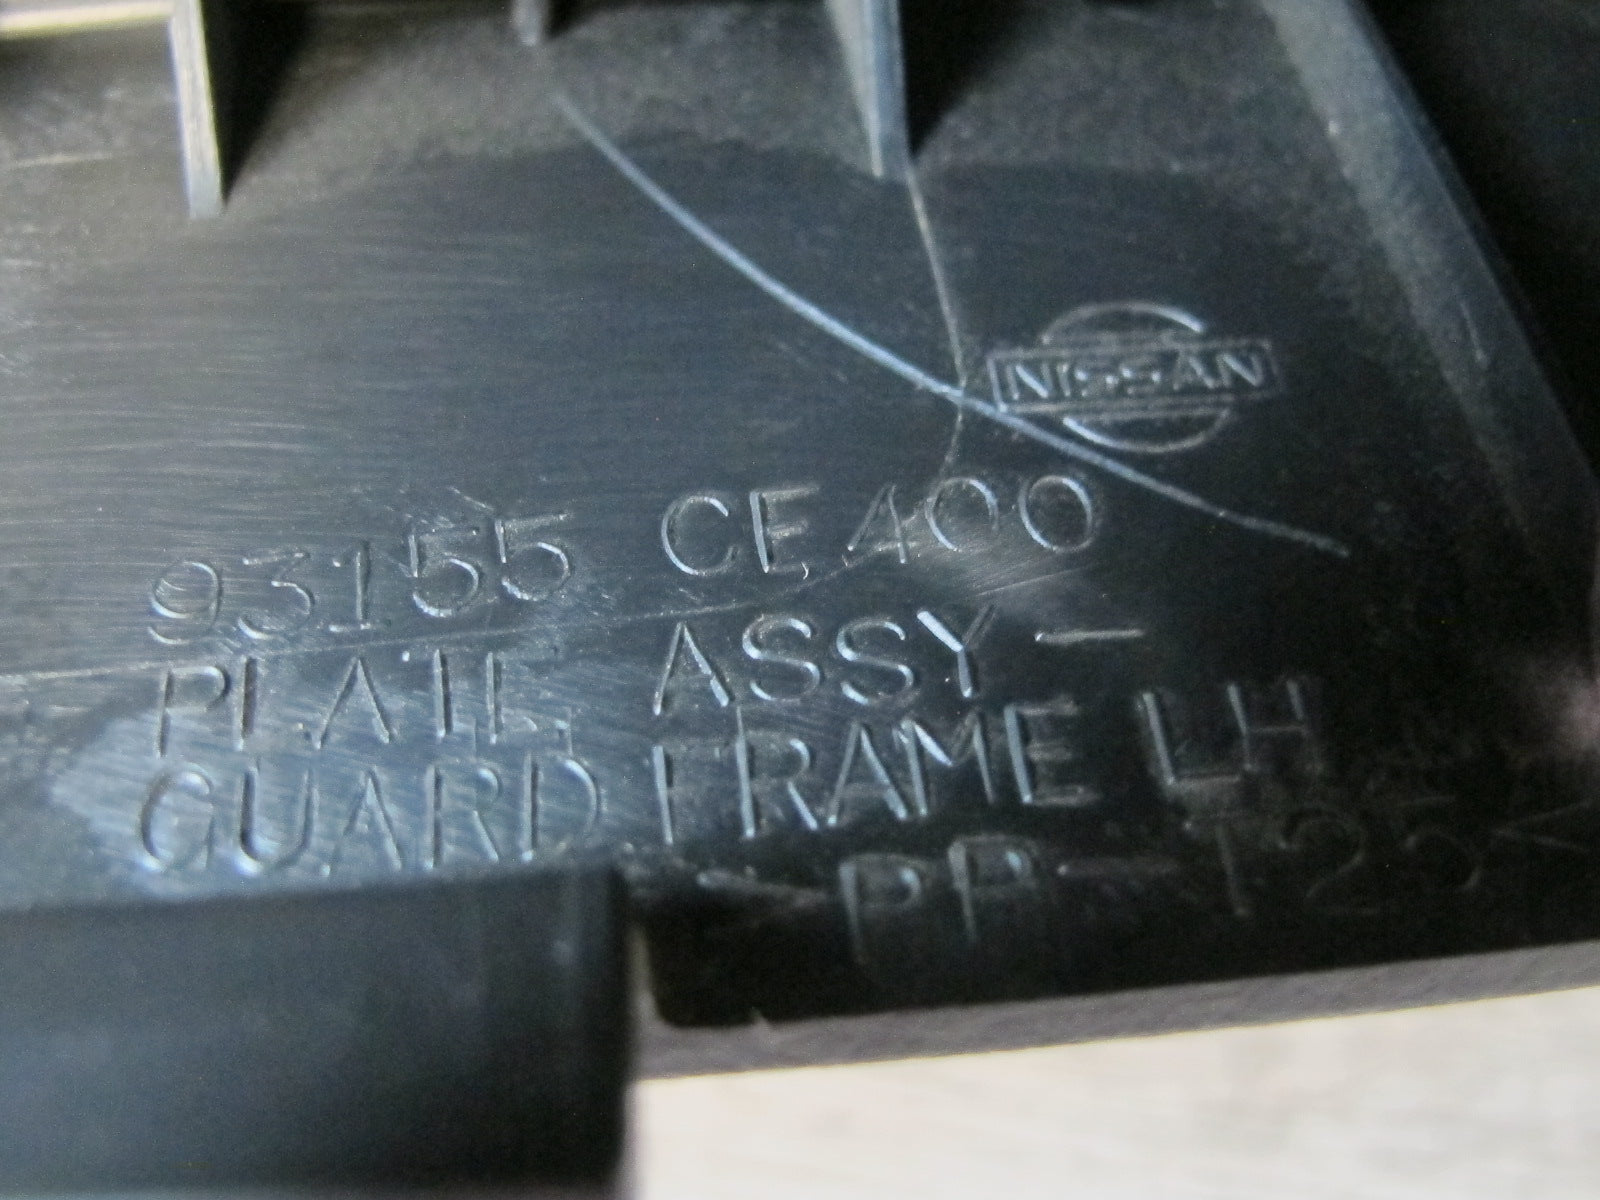 NISSAN
93155 CE400
PLATE, ASSY-
GUARD FRAME LH
>PP-T25<